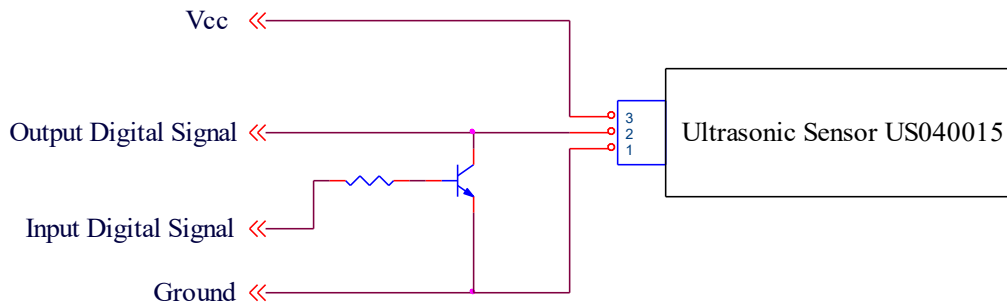 Vcc
Output Digital Signal
Input Digital Signal
Ground
3
2
1
Ultrasonic Sensor US040015